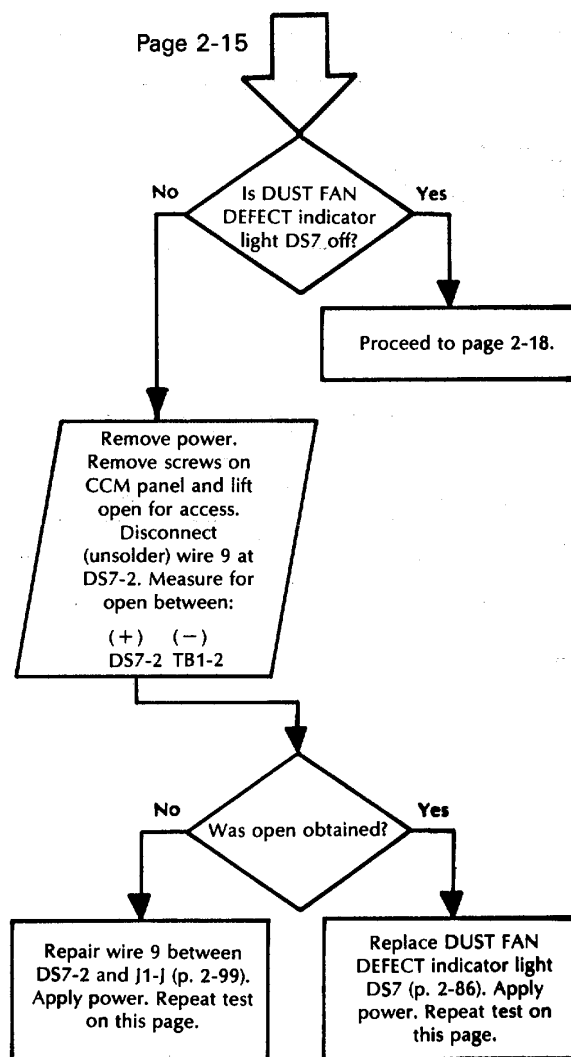 Page 2-15
Is DUST FAN
DEFECT indicator
light DS7 off?
No
Yes
Proceed to page 2-18.
Remove power.
Remove screws on
CCM panel and lift
open for access.
Disconnect
(unsolder) wire 9 at
DS7-2. Measure for
open between:
(+) (−)
DS7-2 TB1-2
Was open obtained?
No
Yes
Repair wire 9 between
DS7-2 and J1-J (p. 2-99).
Apply power. Repeat test
on this page.
Replace DUST FAN
DEFECT indicator light
DS7 (p. 2-86). Apply
power. Repeat test on
this page.